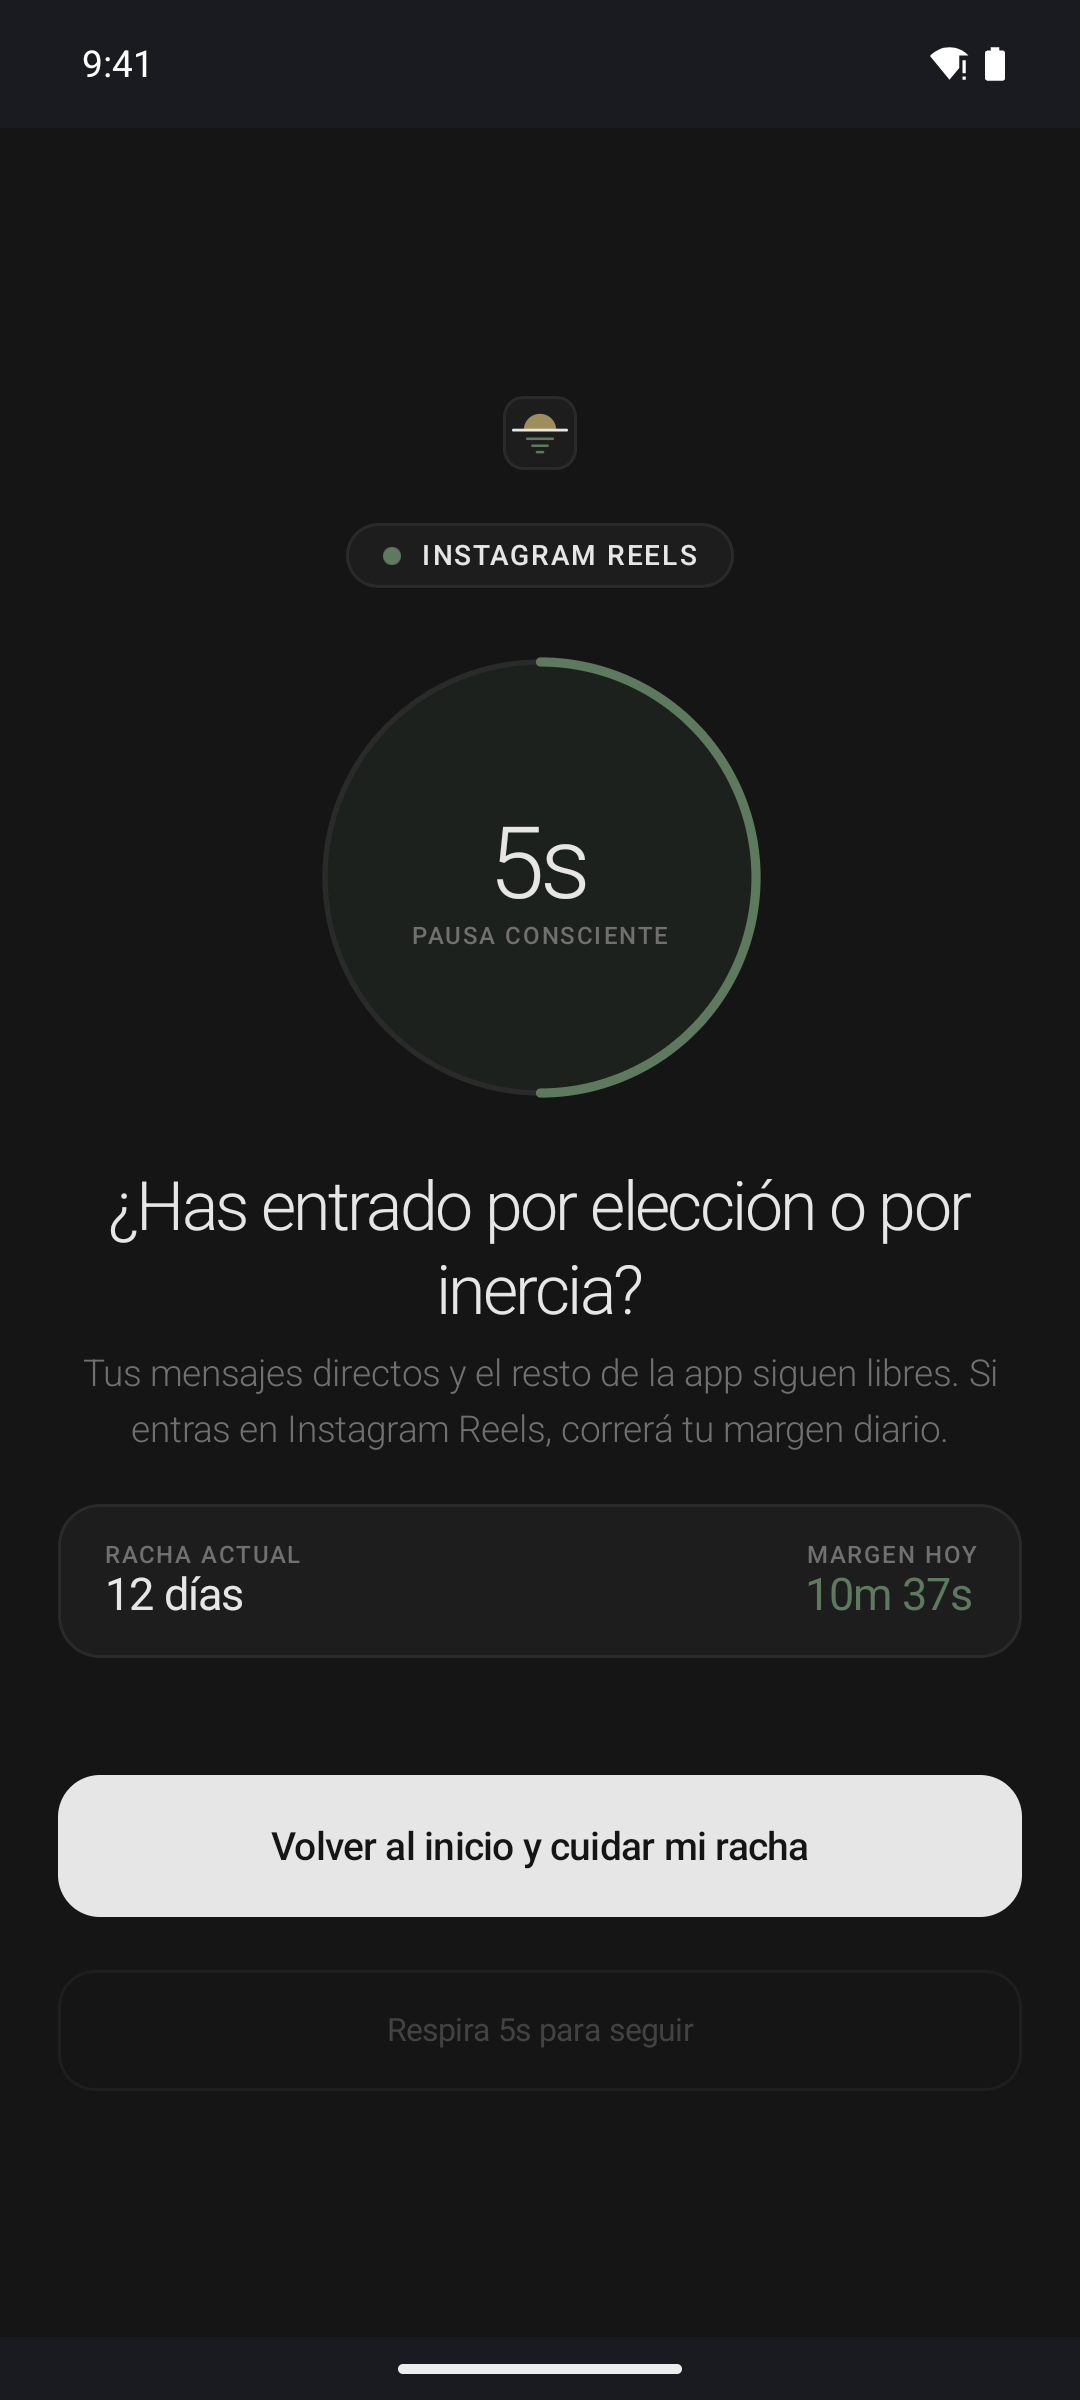 9:41
INSTAGRAM REELS
5s
PAUSA CONSCIENTE
¿Has entrado por elección o por
inercia?
Tus mensajes directos y el resto de la app siguen libres. Si
entras en Instagram Reels, correrá tu margen diario.
RACHA ACTUAL
12 días
MARGEN HOY
10m 37s
Volver al inicio y cuidar mi racha
Respira 5s para seguir